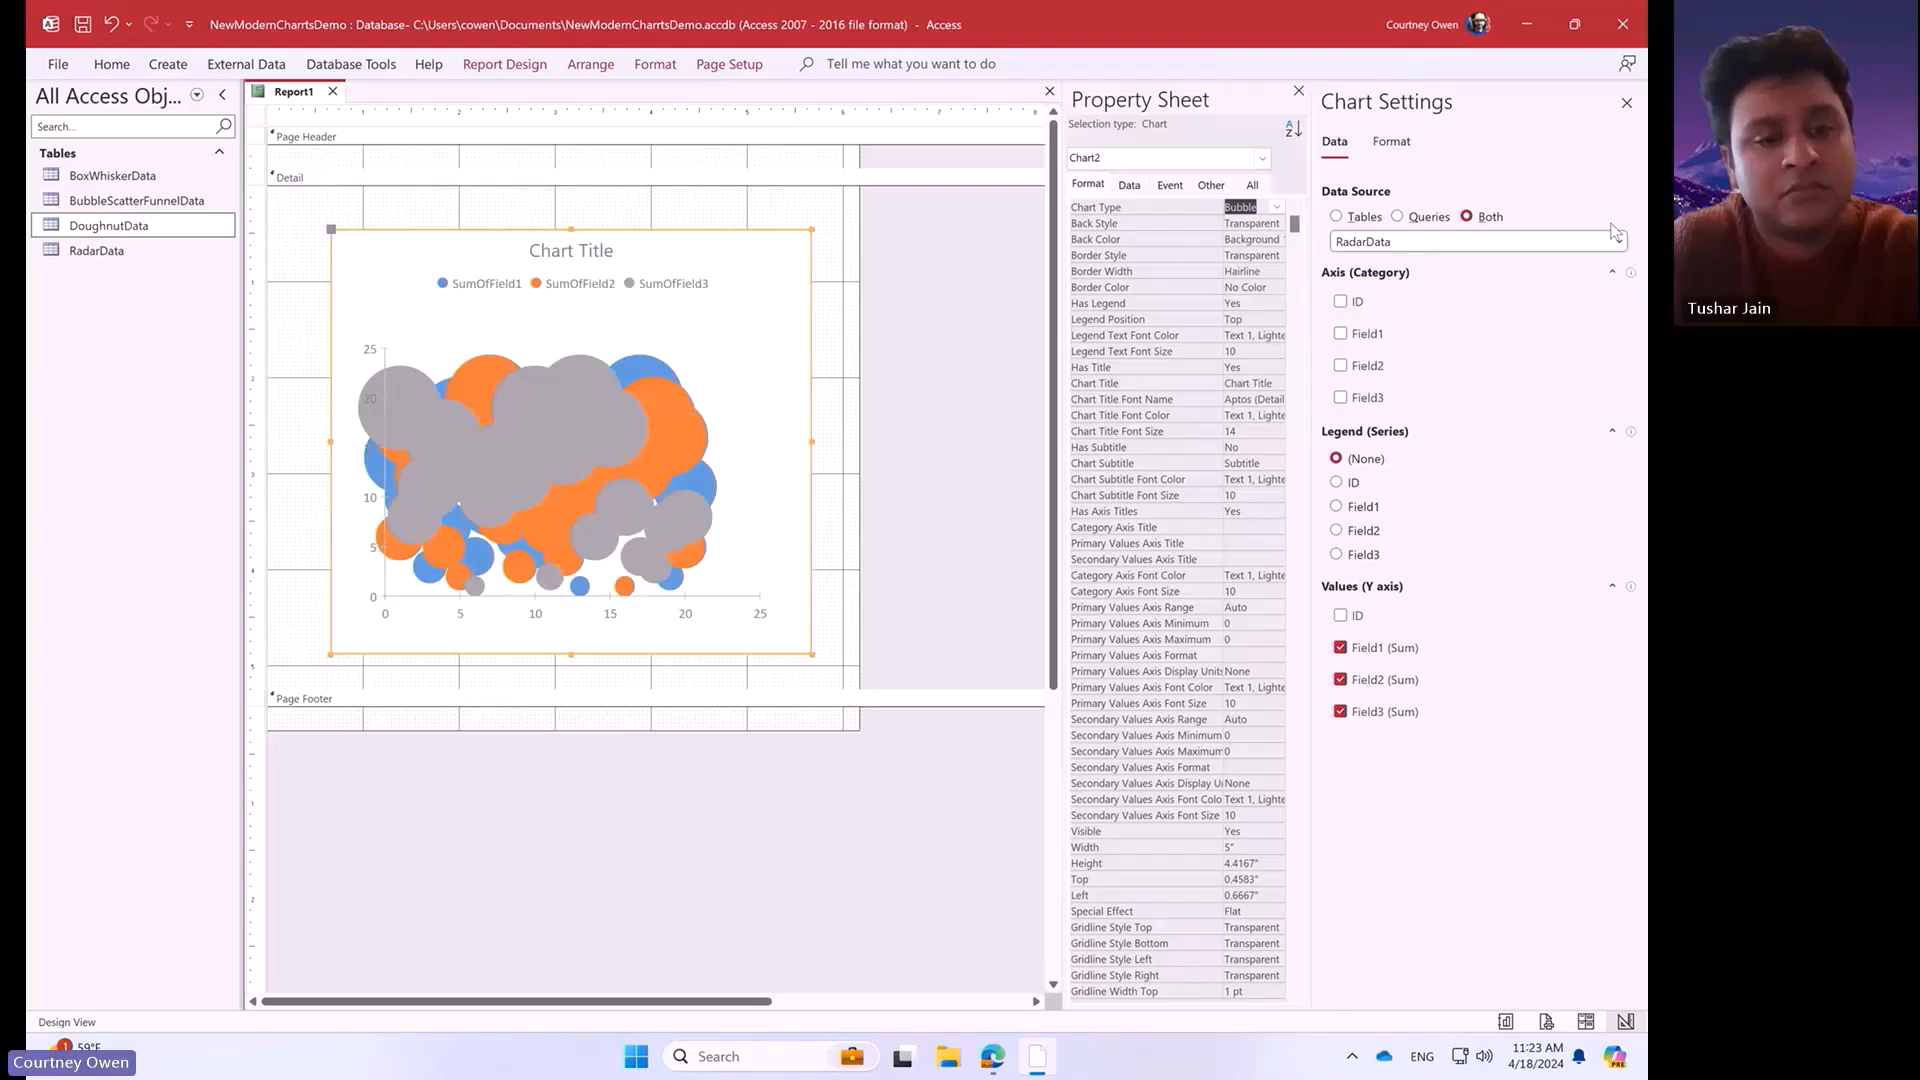 NewModernCharrtsDemo : Database- C:\Users\cowen\Documents\NewModernChartsDemo.accdb (Access 2007 - 2016 file format) - Access
Courtney Owen
File Home Create External Data Database Tools Help Report Design Arrange Format Page Setup Tell me what you want to do
All Access Obj...
Search...
Tables
BoxWhiskerData
BubbleScatterFunnelData
DoughnutData
RadarData
Report1
Page Header
Detail
Chart Title
SumOfField1 SumOfField2 SumOfField3
25
20
10
5
0
0 5 10 15 20 25
Page Footer
Property Sheet
Selection type: Chart
Chart2
Format Data Event Other All
Chart Type Bubble
Back Style Transparent
Back Color Background
Border Style Transparent
Border Width Hairline
Border Color No Color
Has Legend Yes
Legend Position Top
Legend Text Font Color Text 1, Lighte
Legend Text Font Size 10
Has Title Yes
Chart Title Chart Title
Chart Title Font Name Aptos (Detail
Chart Title Font Color Text 1, Lighte
Chart Title Font Size 14
Has Subtitle No
Chart Subtitle Subtitle
Chart Subtitle Font Color Text 1, Lighte
Chart Subtitle Font Size 10
Has Axis Titles Yes
Category Axis Title
Primary Values Axis Title
Secondary Values Axis Title
Category Axis Font Color Text 1, Lighte
Category Axis Font Size 10
Primary Values Axis Range Auto
Primary Values Axis Minimum 0
Primary Values Axis Maximum 0
Primary Values Axis Format
Primary Values Axis Display Units None
Primary Values Axis Font Color Text 1, Lighte
Primary Values Axis Font Size 10
Secondary Values Axis Range Auto
Secondary Values Axis Minimum 0
Secondary Values Axis Maximum 0
Secondary Values Axis Format
Secondary Values Axis Display U None
Secondary Values Axis Font Colo Text 1, Lighte
Secondary Values Axis Font Size 10
Visible Yes
Width 5"
Height 4.4167"
Top 0.4583"
Left 0.6667"
Special Effect Flat
Gridline Style Top Transparent
Gridline Style Bottom Transparent
Gridline Style Left Transparent
Gridline Style Right Transparent
Gridline Width Top 1 pt
Chart Settings
Data Format
Data Source
Tables Queries Both
RadarData
Axis (Category)
ID
Field1
Field2
Field3
Legend (Series)
(None)
ID
Field1
Field2
Field3
Values (Y axis)
ID
Field1 (Sum)
Field2 (Sum)
Field3 (Sum)
Tushar Jain
Design View
1 59°F
Search
ENG
11:23 AM
4/18/2024
PRE
Courtney Owen